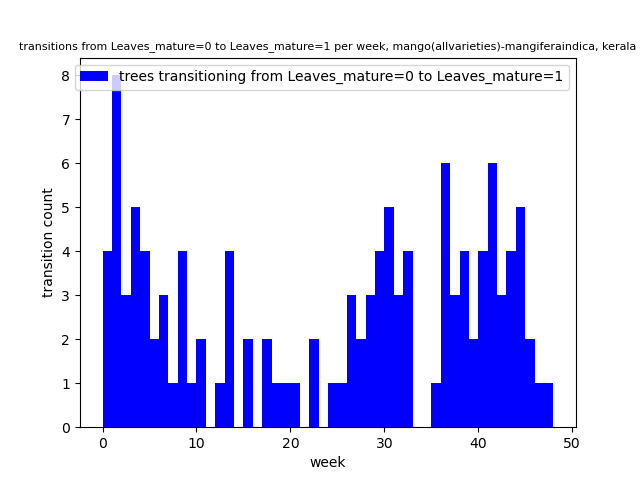 transitions from Leaves_mature=0 to Leaves_mature=1 per week, mango(allvarieties)-mangiferaindica, kerala
trees transitioning from Leaves_mature=0 to Leaves_mature=1
8
7
6
5
4
3
2
1
0
transition count
0 10 20 30 40 50
week